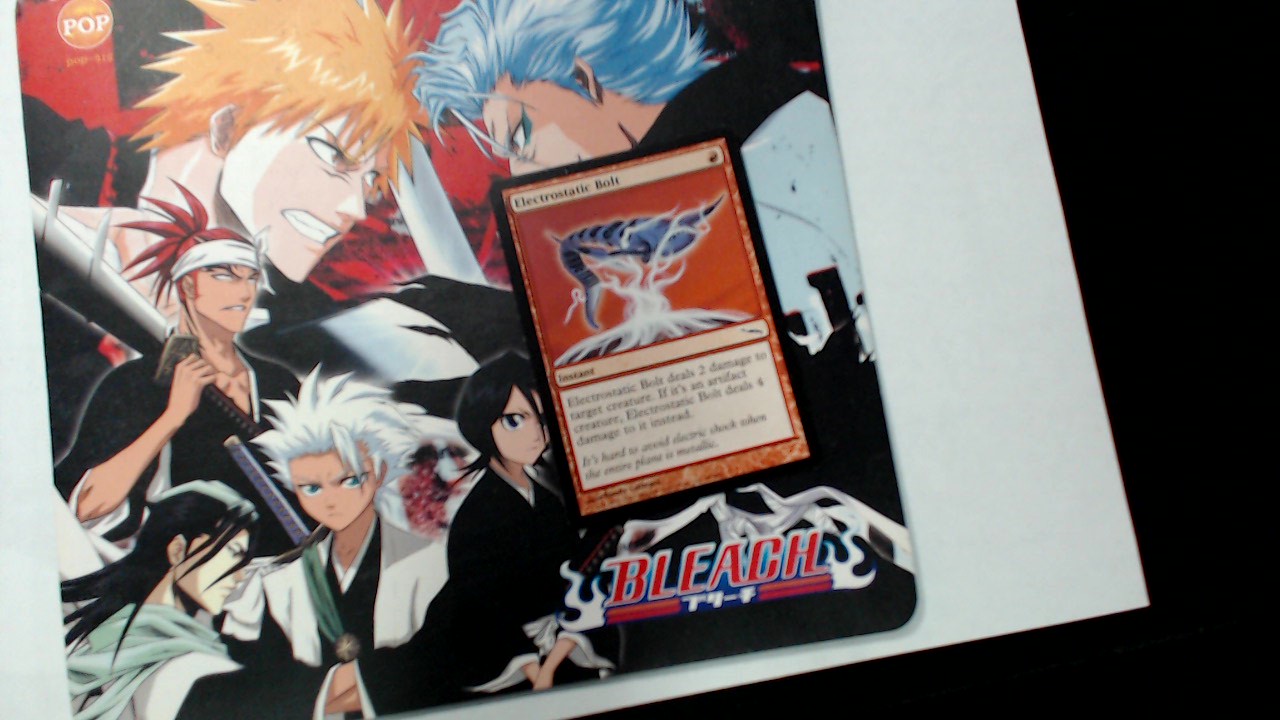 POP
Electrostatic Bolt
Instant
Electrostatic Bolt deals 2 damage to
target creature. If it's an artifact
creature, Electrostatic Bolt deals 4
damage to it instead.
It's hard to avoid electric shock when
the entire plane is metallic.
BLEACH
ブリーチ